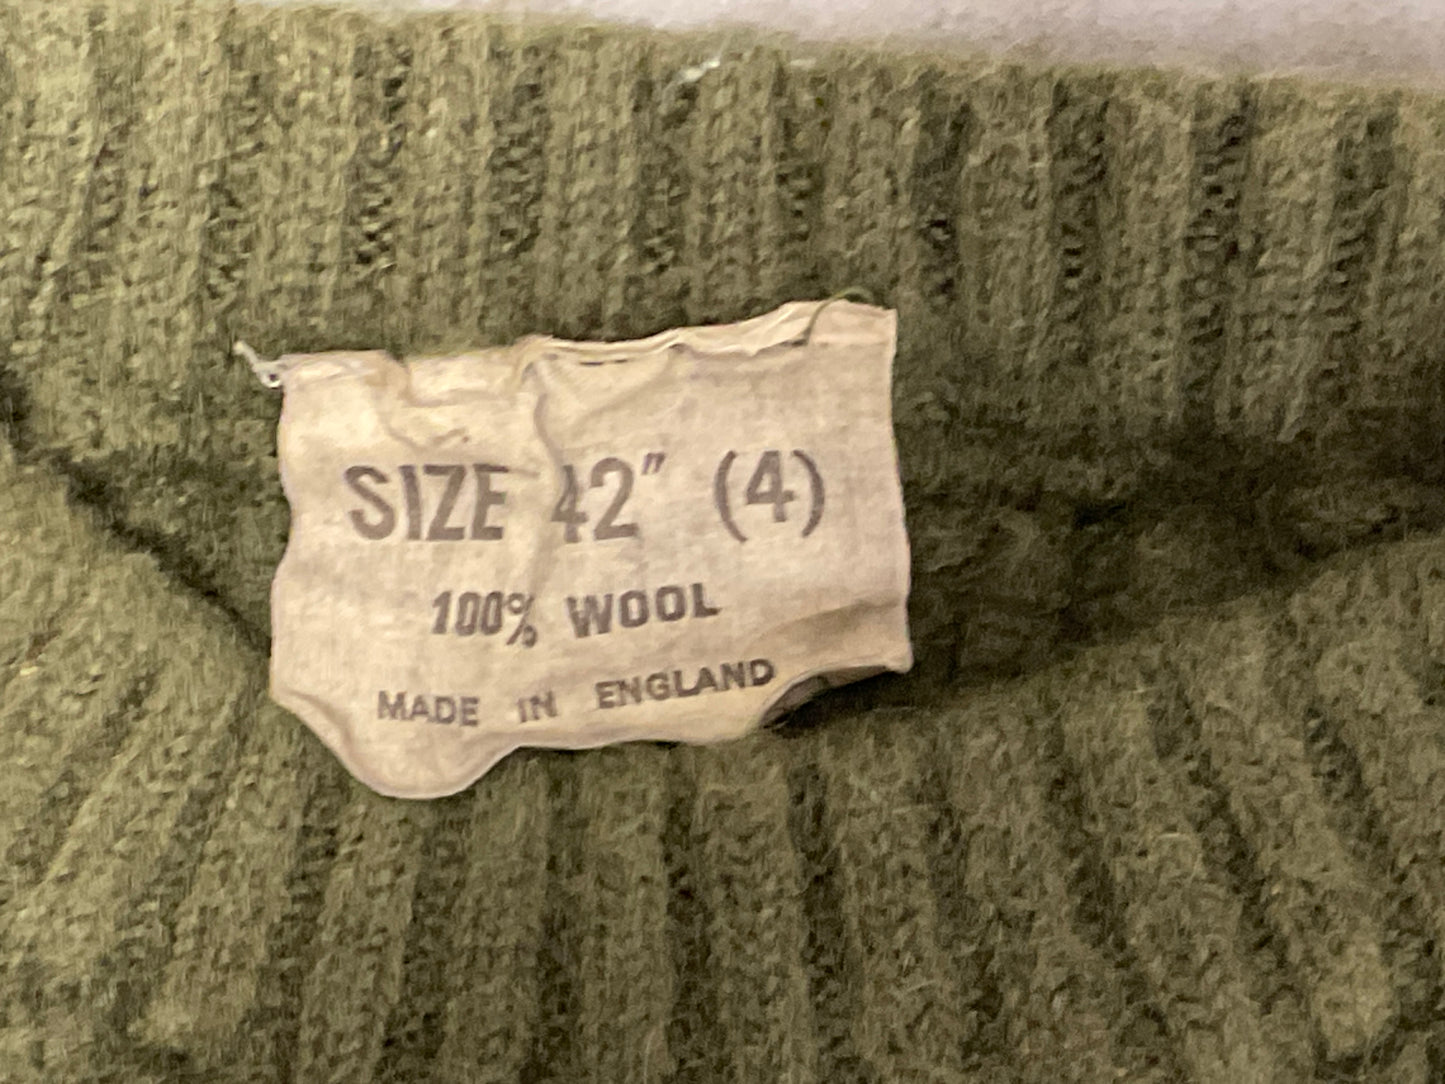 SIZE 42" (4)
100% WOOL
MADE IN ENGLAND